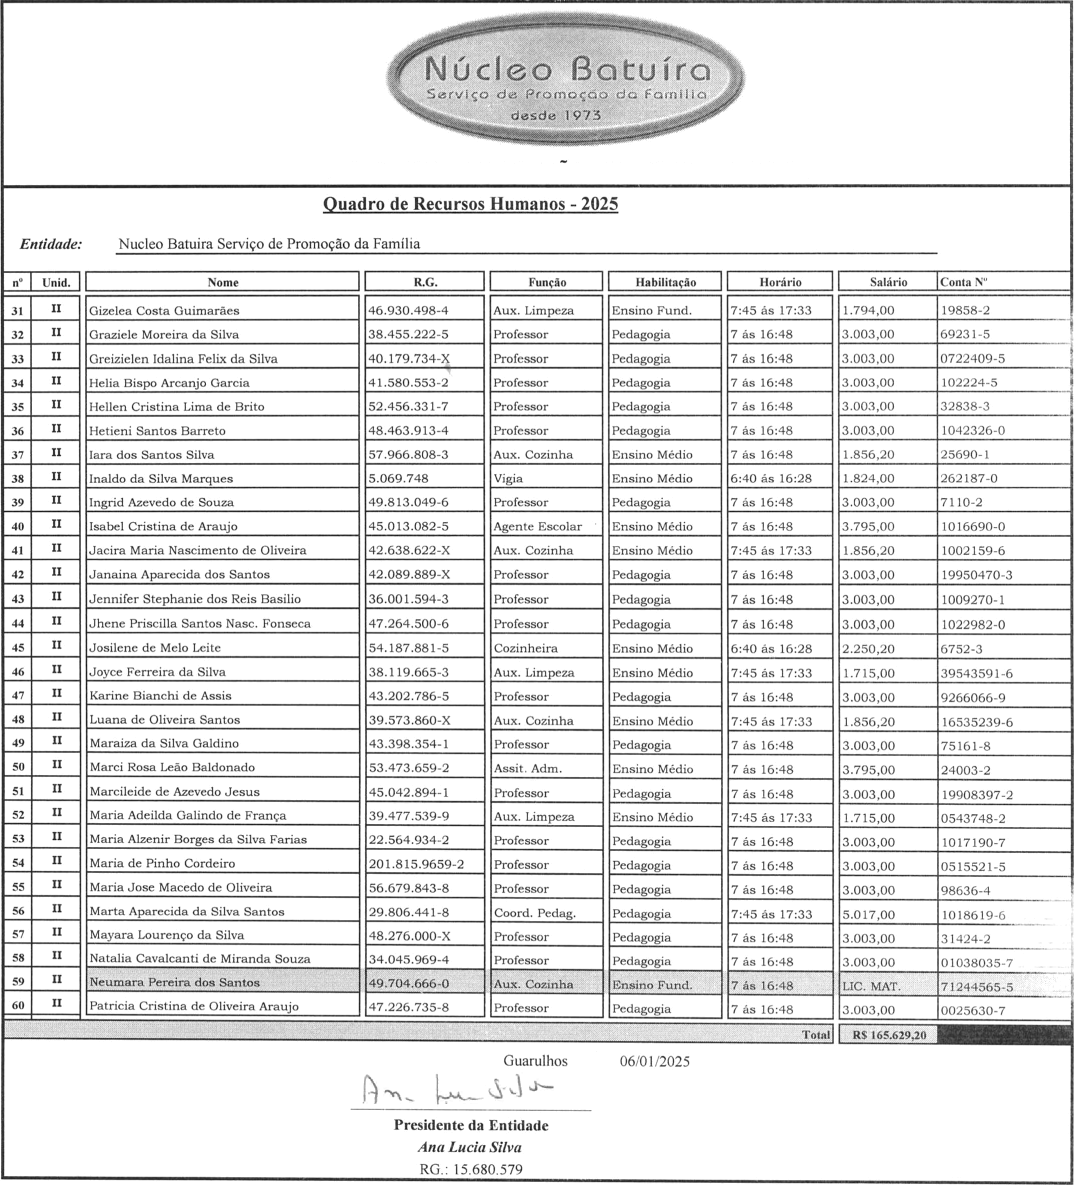 Núcleo Batuíra
Serviço de Promoção da Família
desde 1973
~
Quadro de Recursos Humanos - 2025
Entidade: Nucleo Batuira Serviço de Promoção da Família
nº Unid. Nome R.G. Função Habilitação Horário Salário Conta Nº
31 II Gizelea Costa Guimarães 46.930.498-4 Aux. Limpeza Ensino Fund. 7:45 ás 17:33 1.794,00 19858-2
32 II Graziele Moreira da Silva 38.455.222-5 Professor Pedagogia 7 ás 16:48 3.003,00 69231-5
33 II Greizielen Idalina Felix da Silva 40.179.734-X Professor Pedagogia 7 ás 16:48 3.003,00 0722409-5
34 II Helia Bispo Arcanjo Garcia 41.580.553-2 Professor Pedagogia 7 ás 16:48 3.003,00 102224-5
35 II Hellen Cristina Lima de Brito 52.456.331-7 Professor Pedagogia 7 ás 16:48 3.003,00 32838-3
36 II Hetieni Santos Barreto 48.463.913-4 Professor Pedagogia 7 ás 16:48 3.003,00 1042326-0
37 II Iara dos Santos Silva 57.966.808-3 Aux. Cozinha Ensino Médio 7 ás 16:48 1.856,20 25690-1
38 II Inaldo da Silva Marques 5.069.748 Vigia Ensino Médio 6:40 ás 16:28 1.824,00 262187-0
39 II Ingrid Azevedo de Souza 49.813.049-6 Professor Pedagogia 7 ás 16:48 3.003,00 7110-2
40 II Isabel Cristina de Araujo 45.013.082-5 Agente Escolar Ensino Médio 7 ás 16:48 3.795,00 1016690-0
41 II Jacira Maria Nascimento de Oliveira 42.638.622-X Aux. Cozinha Ensino Médio 7:45 ás 17:33 1.856,20 1002159-6
42 II Janaina Aparecida dos Santos 42.089.889-X Professor Pedagogia 7 ás 16:48 3.003,00 19950470-3
43 II Jennifer Stephanie dos Reis Basilio 36.001.594-3 Professor Pedagogia 7 ás 16:48 3.003,00 1009270-1
44 II Jhene Priscilla Santos Nasc. Fonseca 47.264.500-6 Professor Pedagogia 7 ás 16:48 3.003,00 1022982-0
45 II Josilene de Melo Leite 54.187.881-5 Cozinheira Ensino Médio 6:40 ás 16:28 2.250,20 6752-3
46 II Joyce Ferreira da Silva 38.119.665-3 Aux. Limpeza Ensino Médio 7:45 ás 17:33 1.715,00 39543591-6
47 II Karine Bianchi de Assis 43.202.786-5 Professor Pedagogia 7 ás 16:48 3.003,00 9266066-9
48 II Luana de Oliveira Santos 39.573.860-X Aux. Cozinha Ensino Médio 7:45 ás 17:33 1.856,20 16535239-6
49 II Maraiza da Silva Galdino 43.398.354-1 Professor Pedagogia 7 ás 16:48 3.003,00 75161-8
50 II Marci Rosa Leão Baldonado 53.473.659-2 Assit. Adm. Ensino Médio 7 ás 16:48 3.795,00 24003-2
51 II Marcileide de Azevedo Jesus 45.042.894-1 Professor Pedagogia 7 ás 16:48 3.003,00 19908397-2
52 II Maria Adeilda Galindo de França 39.477.539-9 Aux. Limpeza Ensino Médio 7:45 ás 17:33 1.715,00 0543748-2
53 II Maria Alzenir Borges da Silva Farias 22.564.934-2 Professor Pedagogia 7 ás 16:48 3.003,00 1017190-7
54 II Maria de Pinho Cordeiro 201.815.9659-2 Professor Pedagogia 7 ás 16:48 3.003,00 0515521-5
55 II Maria Jose Macedo de Oliveira 56.679.843-8 Professor Pedagogia 7 ás 16:48 3.003,00 98636-4
56 II Marta Aparecida da Silva Santos 29.806.441-8 Coord. Pedag. Pedagogia 7:45 ás 17:33 5.017,00 1018619-6
57 II Mayara Lourenço da Silva 48.276.000-X Professor Pedagogia 7 ás 16:48 3.003,00 31424-2
58 II Natalia Cavalcanti de Miranda Souza 34.045.969-4 Professor Pedagogia 7 ás 16:48 3.003,00 01038035-7
59 II Neumara Pereira dos Santos 49.704.666-0 Aux. Cozinha Ensino Fund. 7 ás 16:48 LIC. MAT. 71244565-5
60 II Patrícia Cristina de Oliveira Araujo 47.226.735-8 Professor Pedagogia 7 ás 16:48 3.003,00 0025630-7
Total R$ 165.629,20
Guarulhos 06/01/2025
Ana Lucia Silva
Presidente da Entidade
Ana Lucia Silva
RG.: 15.680.579